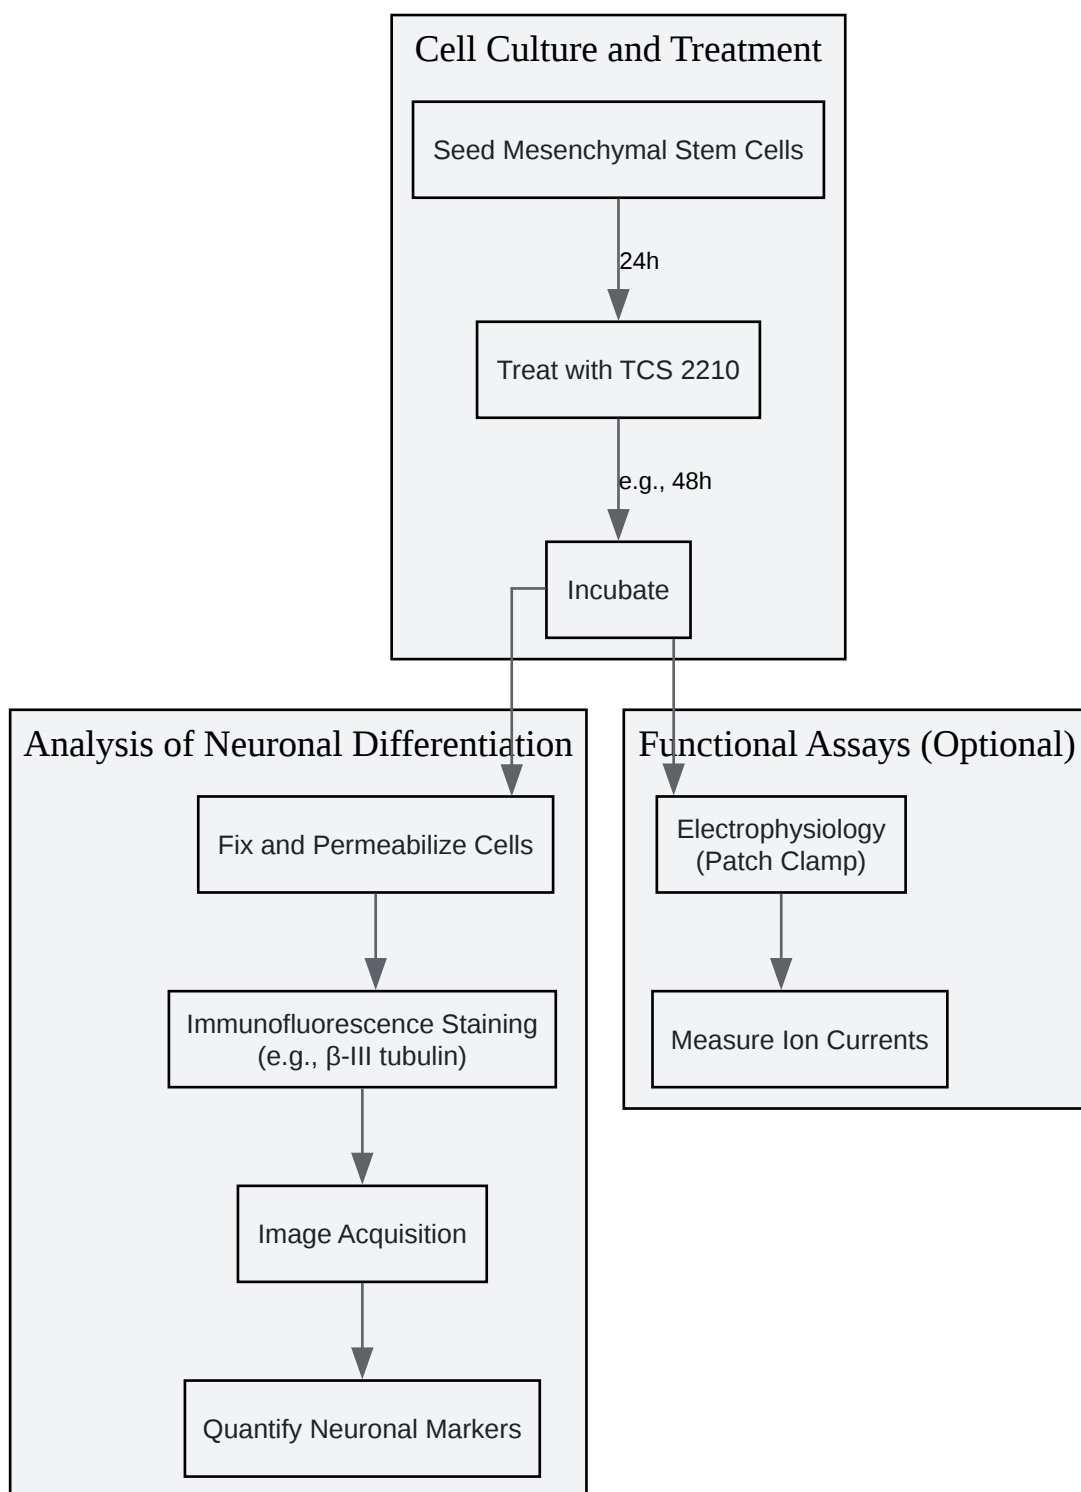 Cell Culture and Treatment
Seed Mesenchymal Stem Cells
24h
Treat with TCS 2210
e.g., 48h
Incubate
Analysis of Neuronal Differentiation
Fix and Permeabilize Cells
Immunofluorescence Staining
(e.g., β-III tubulin)
Image Acquisition
Quantify Neuronal Markers
Functional Assays (Optional)
Electrophysiology
(Patch Clamp)
Measure Ion Currents